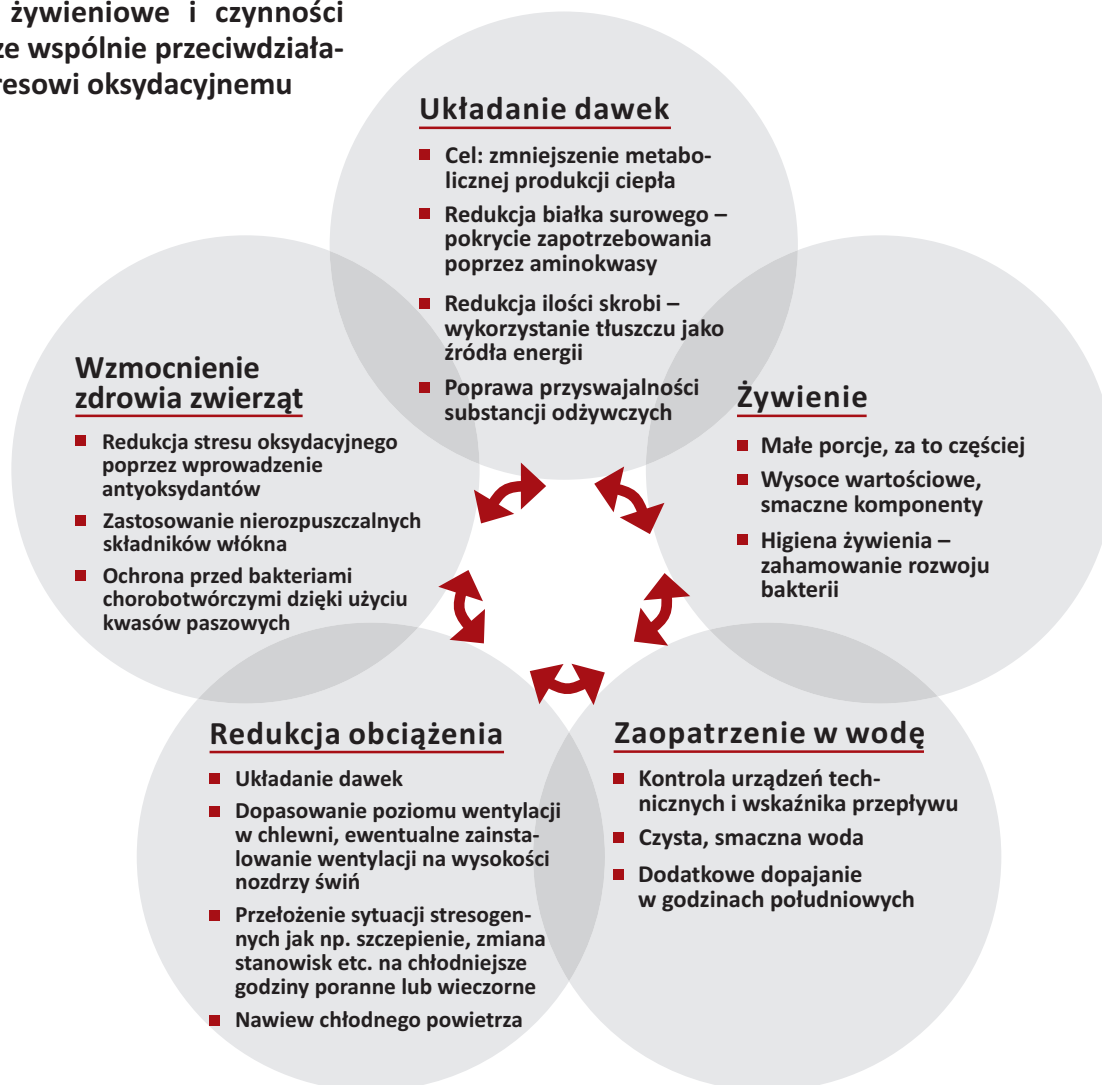 żywieniowe i czynności
ze wspólnie przeciwdziała-
resowi oksydacyjnemu
Układanie dawek
Cel: zmniejszenie metabo-
licznej produkcji ciepła
Redukcja białka surowego –
pokrycie zapotrzebowania
poprzez aminokwasy
Redukcja ilości skrobi –
wykorzystanie tłuszczu jako
źródła energii
Poprawa przyswajalności
substancji odżywczych
Wzmocnienie
zdrowia zwierząt
Redukcja stresu oksydacyjnego
poprzez wprowadzenie
antyoksydantów
Zastosowanie nierozpuszczalnych
składników włókna
Ochrona przed bakteriami
chorobotwórczymi dzięki użyciu
kwasów paszowych
Żywienie
Małe porcje, za to częściej
Wysoce wartościowe,
smaczne komponenty
Higiena żywienia –
zahamowanie rozwoju
bakterii
Redukcja obciążenia
Układanie dawek
Dopasowanie poziomu wentylacji
w chlewni, ewentualne zainsta-
lowanie wentylacji na wysokości
nozdrzy świń
Przełożenie sytuacji stresogen-
nych jak np. szczepienie, zmiana
stanowisk etc. na chłodniejsze
godziny poranne lub wieczorne
Nawiew chłodnego powietrza
Zaopatrzenie w wodę
Kontrola urządzeń tech-
nicznych i wskaźnika przepływu
Czysta, smaczna woda
Dodatkowe dopajanie
w godzinach południowych